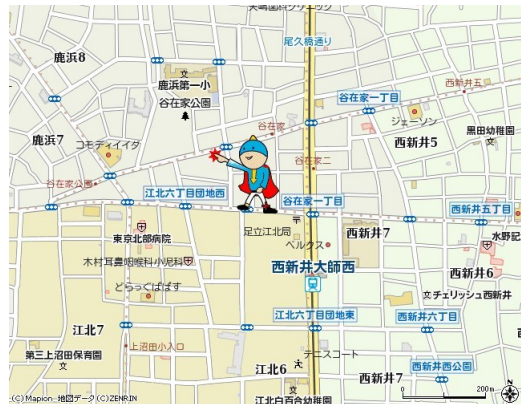 矢嶋歯科クリニック
鹿浜8
尾久橋通り
鹿浜第一小
谷在家一丁目
西新井五
谷在家公園
ジェーソン
鹿浜7
谷在家
黒田幼稚園
コモディイイダ
西新井5
谷在家二
谷在家公園
江北六丁目団地西
谷在家一丁目
西新井五丁目
足立江北局
西新井7
東京北部病院
ベルクス
水野記
木村耳鼻咽喉科小児科
西新井大師西
西新井6
どらっぐぱぱす
チェリッシュ西新井
江北7
江北六丁目団地東
西新井六丁目
上沼田小入口
第三上沼田保育園
テニスコート
江北6
西新井西公園
西新井7
200m
(C)Mapion 地図データ(C)ZENRIN
江北白百合幼稚園